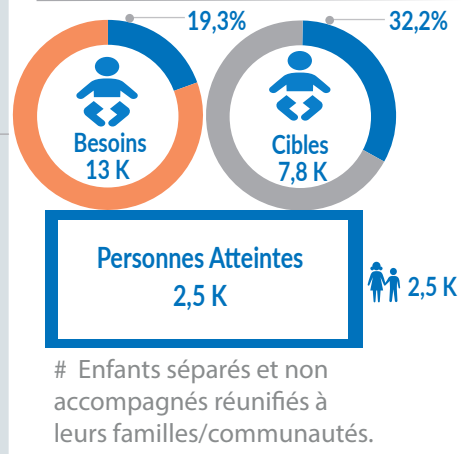 19,3%
32,2%
Besoins
13 K
Cibles
7,8 K
Personnes Atteintes
2,5 K
2,5 K
# Enfants séparés et non
accompagnés réunifiés à
leurs familles/communautés.